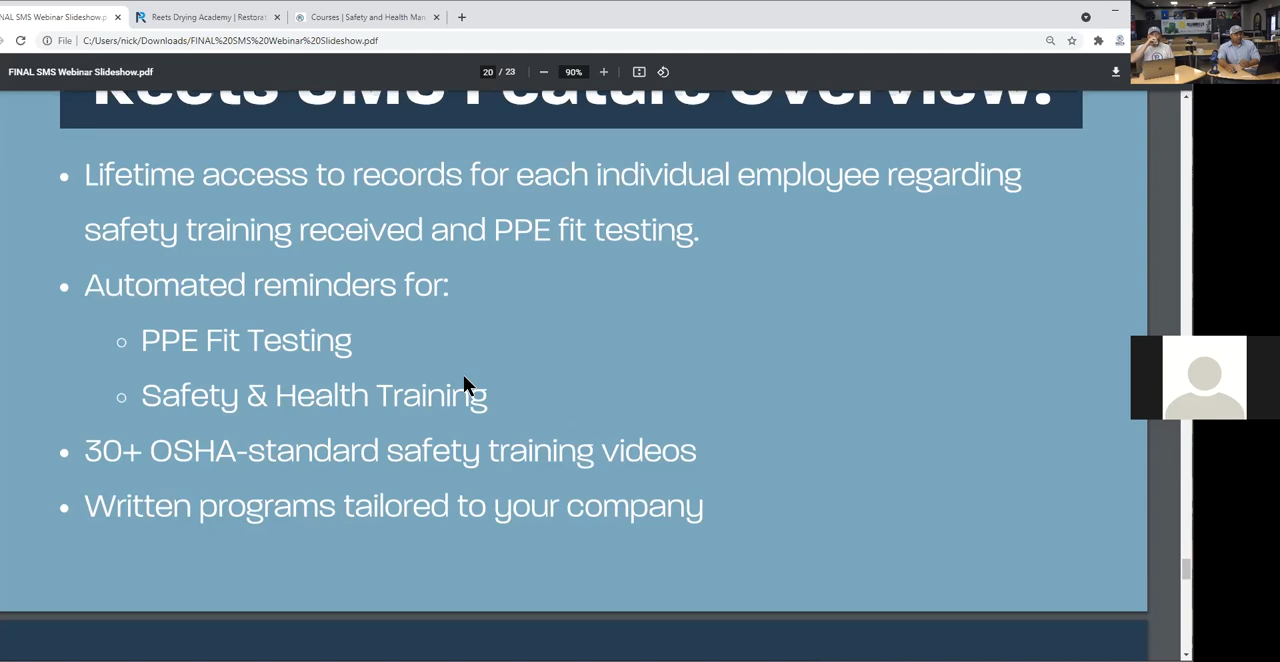 NAL SMS Webinar Slideshow.p
Reets Drying Academy | Restorat
Courses | Safety and Health Man
File
C:/Users/nick/Downloads/FINAL%20SMS%20Webinar%20Slideshow.pdf
FINAL SMS Webinar Slideshow.pdf
20 / 23
90%
Reets SMS Feature Overview:
• Lifetime access to records for each individual employee regarding
safety training received and PPE fit testing.
• Automated reminders for:
◦ PPE Fit Testing
◦ Safety & Health Training
• 30+ OSHA-standard safety training videos
• Written programs tailored to your company